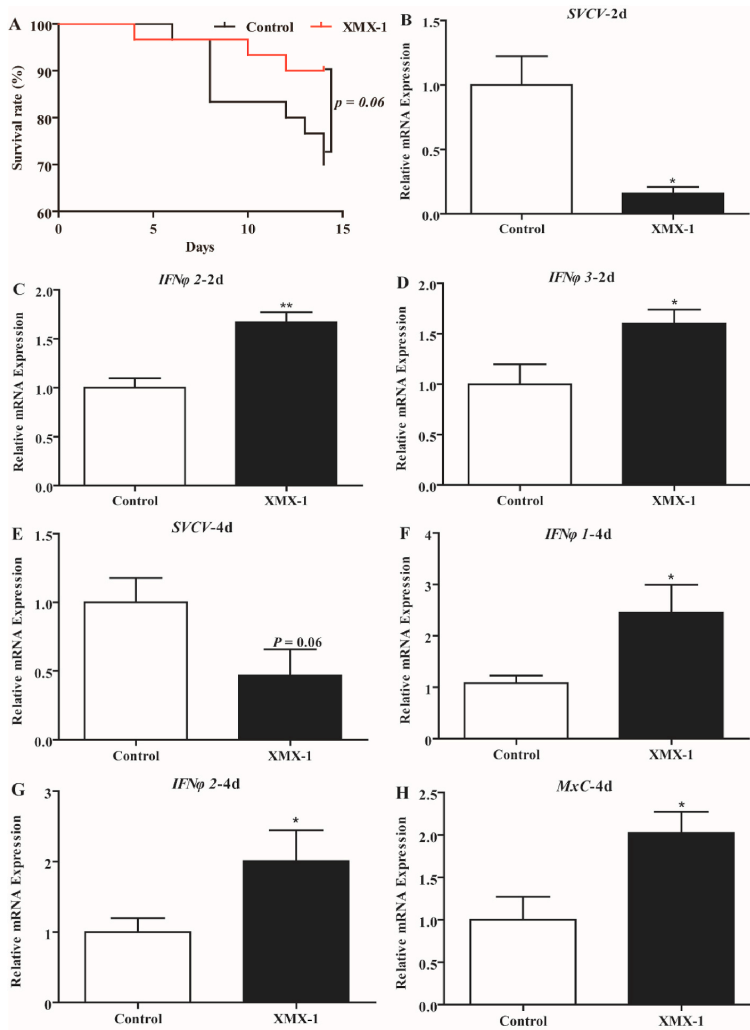 A
Control
XMX-1
Survival rate (%)
100
90
80
70
60
p = 0.06
0
5
10
15
Days
B
SVCV-2d
Relative mRNA Expression
1.5
1.0
0.5
0.0
*
Control
XMX-1
C
IFNφ 2-2d
Relative mRNA Expression
2.0
1.5
1.0
0.5
0.0
**
Control
XMX-1
D
IFNφ 3-2d
Relative mRNA Expression
2.0
1.5
1.0
0.5
0.0
*
Control
XMX-1
E
SVCV-4d
Relative mRNA Expression
1.5
1.0
0.5
0.0
P = 0.06
Control
XMX-1
F
IFNφ 1-4d
Relative mRNA Expression
4
3
2
1
0
*
Control
XMX-1
G
IFNφ 2-4d
Relative mRNA Expression
3
2
1
0
*
Control
XMX-1
H
MxC-4d
Relative mRNA Expression
2.5
2.0
1.5
1.0
0.5
0.0
*
Control
XMX-1